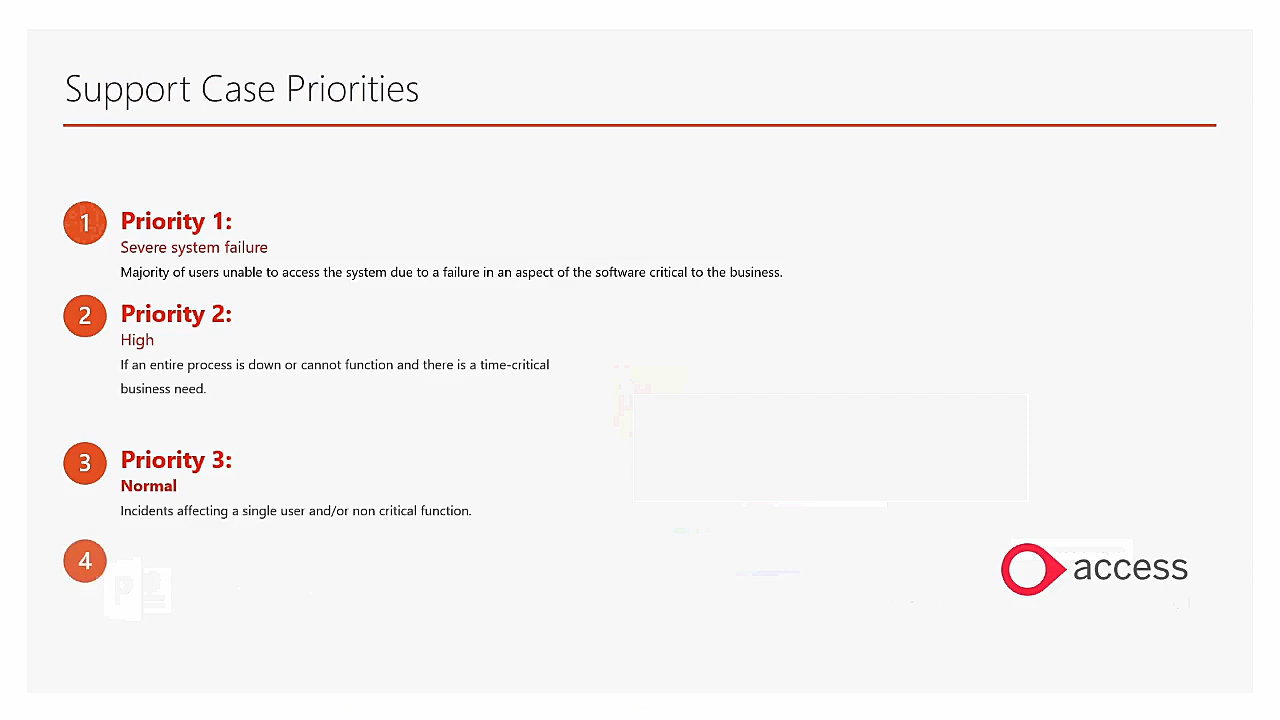 Support Case Priorities
1
Priority 1:
Severe system failure
Majority of users unable to access the system due to a failure in an aspect of the software critical to the business.
2
Priority 2:
High
If an entire process is down or cannot function and there is a time-critical
business need.
3
Priority 3:
Normal
Incidents affecting a single user and/or non critical function.
4
access